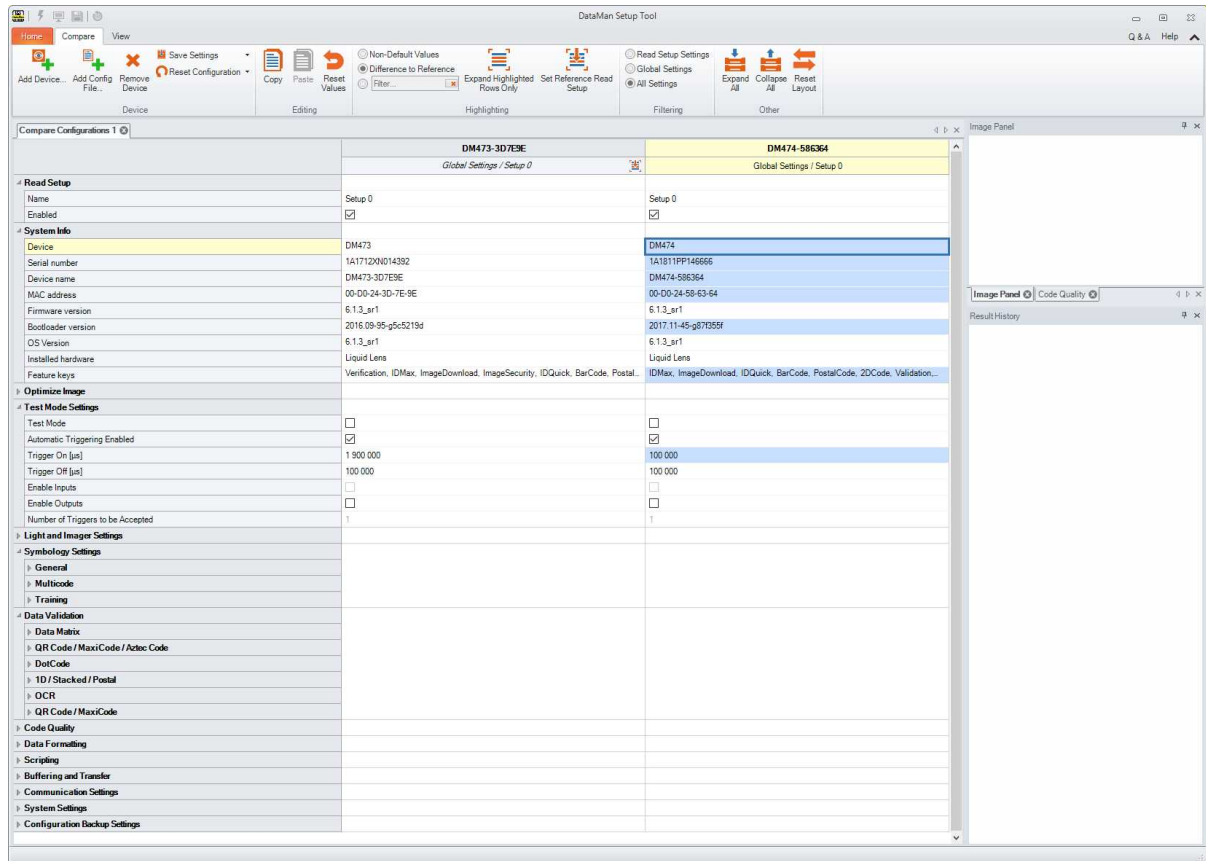 DataMan Setup Tool
Home Compare View Q & A Help
Add Device... Add Config File... Remove Device Save Settings Reset Configuration
Device
Copy Paste Reset Values
Editing
Non-Default Values
Difference to Reference
Filter...
Expand Highlighted Rows Only Set Reference Read Setup
Highlighting
Read Setup Settings
Global Settings
All Settings
Filtering
Expand All Collapse All Reset Layout
Other
Compare Configurations 1
DM473-3D7E9E DM474-586364
Global Settings / Setup 0 Global Settings / Setup 0
Read Setup
Name Setup 0 Setup 0
Enabled
System Info
Device DM473 DM474
Serial number 1A1712XN014392 1A1811PP146666
Device name DM473-3D7E9E DM474-586364
MAC address 00-D0-24-3D-7E-9E 00-D0-24-58-63-64
Firmware version 6.1.3_sr1 6.1.3_sr1
Bootloader version 2016.09-95-g5c5219d 2017.11-45-g87f355f
OS Version 6.1.3_sr1 6.1.3_sr1
Installed hardware Liquid Lens Liquid Lens
Feature keys Verification, IDMax, ImageDownload, ImageSecurity, IDQuick, BarCode, Postal... IDMax, ImageDownload, IDQuick, BarCode, PostalCode, 2DCode, Validation,...
Optimize Image
Test Mode Settings
Test Mode
Automatic Triggering Enabled
Trigger On [µs] 1 900 000 100 000
Trigger Off [µs] 100 000 100 000
Enable Inputs
Enable Outputs
Number of Triggers to be Accepted 1 1
Light and Imager Settings
Symbology Settings
General
Multicode
Training
Data Validation
Data Matrix
QR Code / MaxiCode / Aztec Code
DotCode
1D / Stacked / Postal
OCR
QR Code / MaxiCode
Code Quality
Data Formatting
Scripting
Buffering and Transfer
Communication Settings
System Settings
Configuration Backup Settings
Image Panel
Image Panel Code Quality
Result History